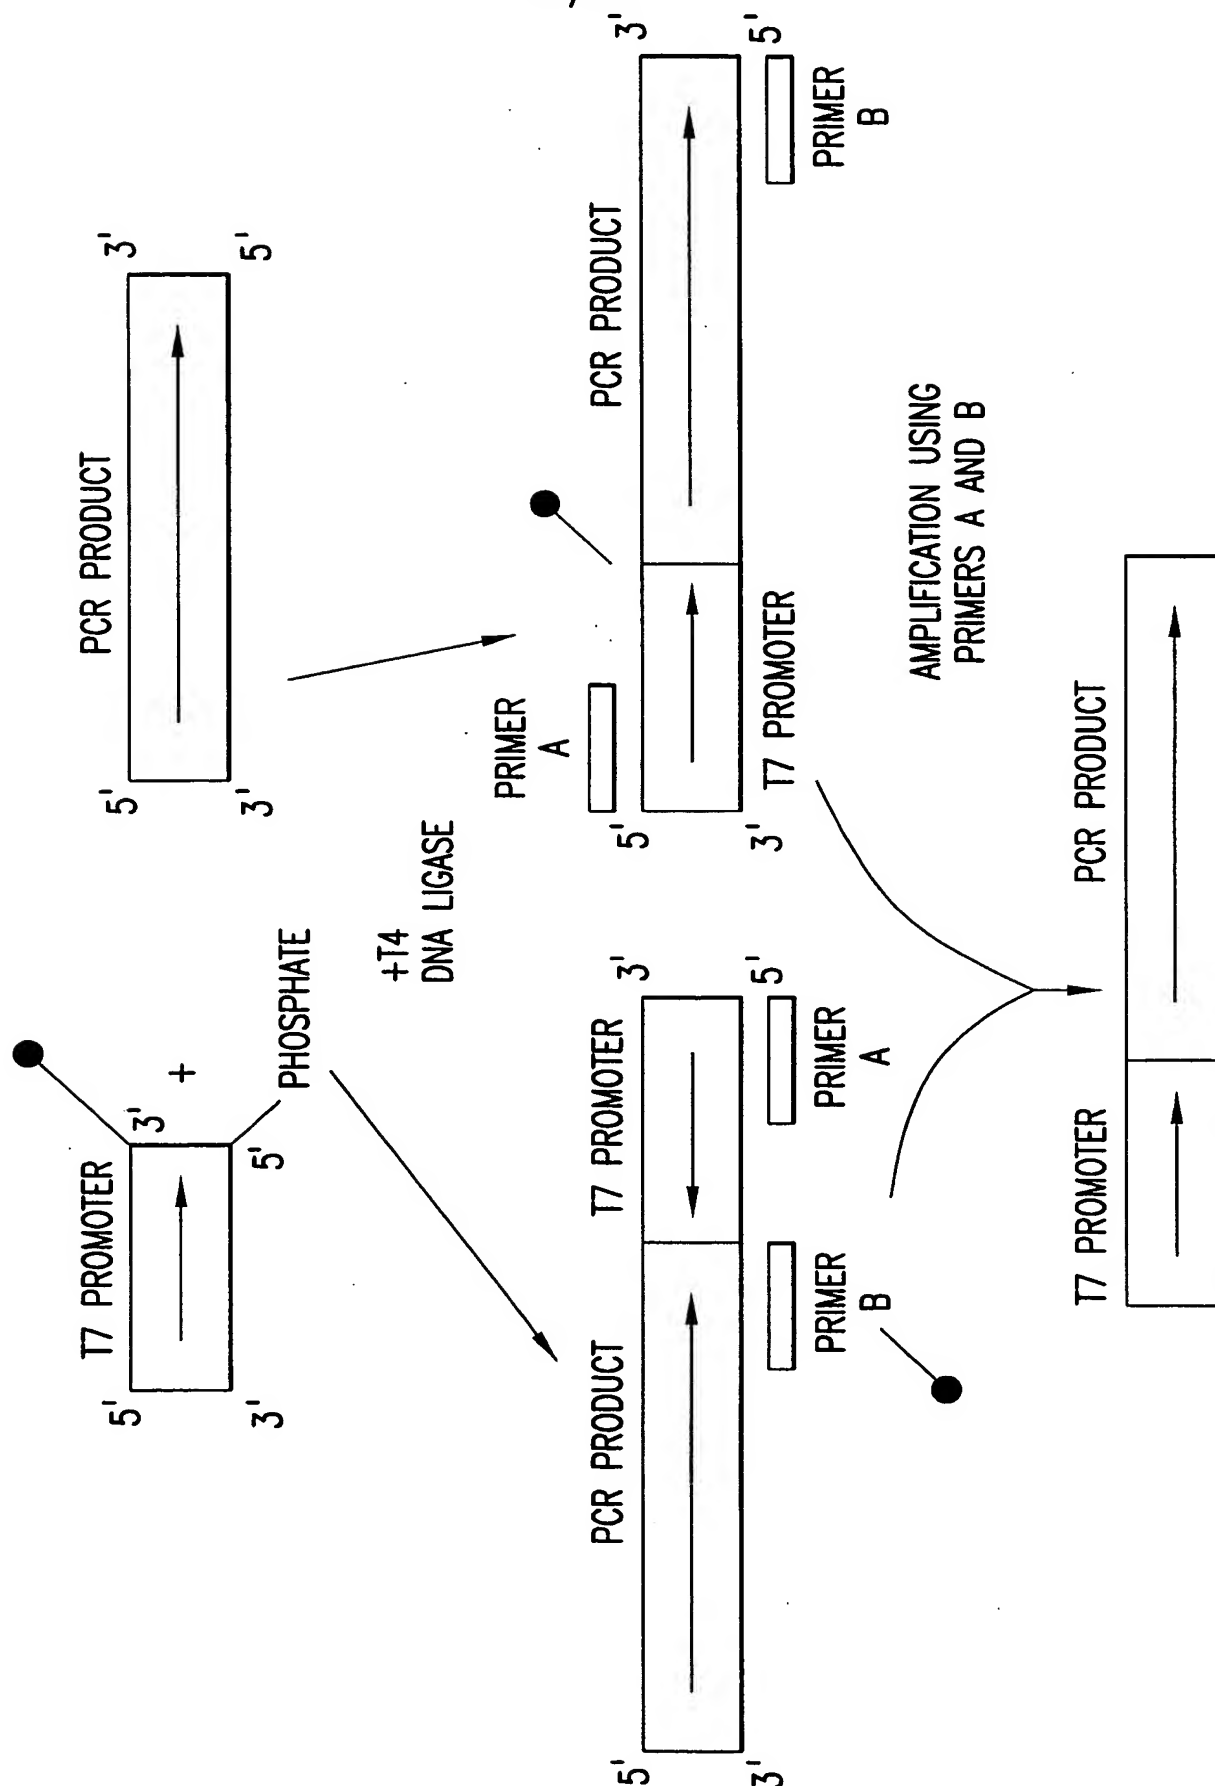 T7 PROMOTER
5'
3'
3'
5'
+
PHOSPHATE
PCR PRODUCT
5'
3'
3'
5'
+T4
DNA LIGASE
PCR PRODUCT
T7 PROMOTER
5'
3'
3'
5'
PRIMER
B
PRIMER
A
PRIMER
A
PCR PRODUCT
5'
3'
3'
5'
T7 PROMOTER
PRIMER
B
AMPLIFICATION USING
PRIMERS A AND B
T7 PROMOTER
PCR PRODUCT